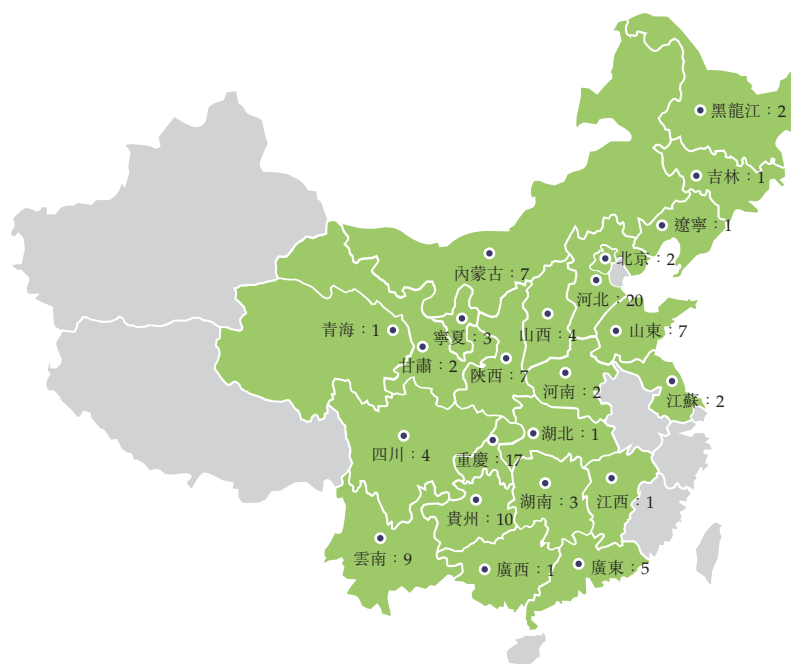 黑龍江：2
吉林：1
遼寧：1
北京：2
內蒙古：7
河北：20
青海：1
寧夏：3
山西：4
山東：7
甘肅：2
陝西：7
河南：2
江蘇：2
湖北：1
四川：4
重慶：17
湖南：3
江西：1
貴州：10
雲南：9
廣西：1
廣東：5